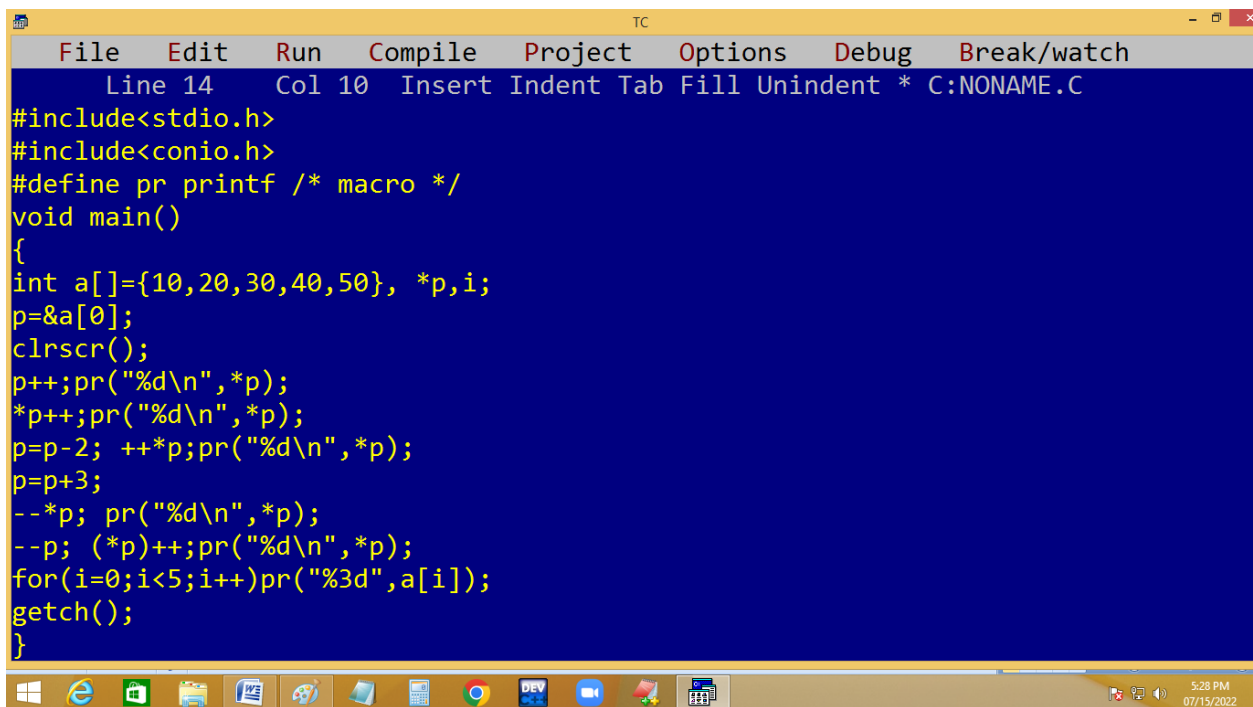 TC
File Edit Run Compile Project Options Debug Break/watch
Line 14 Col 10 Insert Indent Tab Fill Unindent * C:NONAME.C
#include<stdio.h>
#include<conio.h>
#define pr printf /* macro */
void main()
{
int a[]={10,20,30,40,50}, *p,i;
p=&a[0];
clrscr();
p++;pr("%d\n",*p);
*p++;pr("%d\n",*p);
p=p-2; ++*p;pr("%d\n",*p);
p=p+3;
--*p; pr("%d\n",*p);
--p; (*p)++;pr("%d\n",*p);
for(i=0;i<5;i++)pr("%3d",a[i]);
getch();
}
DEV
5:28 PM
07/15/2022